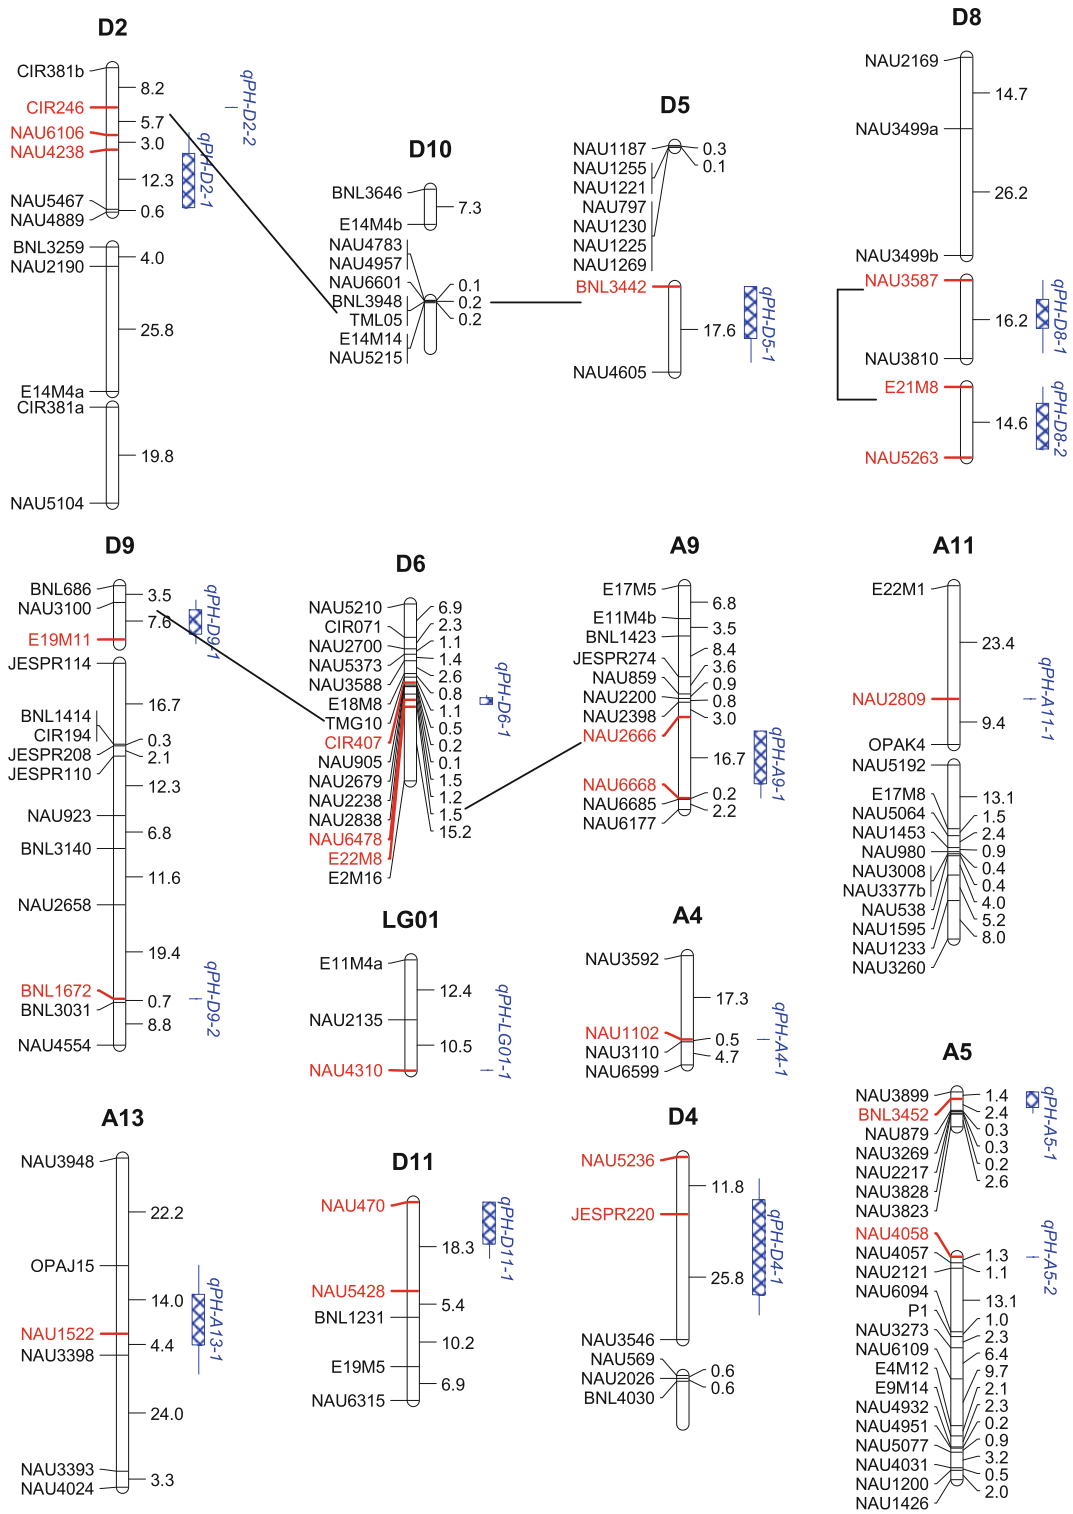 D2
CIR381b
8.2
CIR246
5.7
NAU6106
3.0
NAU4238
12.3
NAU5467
0.6
NAU4889
qPH-D2-2
qPH-D2-1
BNL3259
4.0
NAU2190
25.8
E14M4a
CIR381a
19.8
NAU5104
D10
BNL3646
7.3
E14M4b
NAU4783
NAU4957
NAU6601
0.1
BNL3948
0.2
TML05
0.2
E14M14
NAU5215
D5
NAU1187
0.3
NAU1255
0.1
NAU1221
NAU797
NAU1230
NAU1225
NAU1269
BNL3442
17.6
NAU4605
qPH-D5-1
D8
NAU2169
14.7
NAU3499a
26.2
NAU3499b
NAU3587
16.2
NAU3810
qPH-D8-1
E21M8
14.6
NAU5263
qPH-D8-2
D9
BNL686
3.5
NAU3100
7.6
E19M11
qPH-D9-1
JESPR114
16.7
BNL1414
CIR194
0.3
JESPR208
2.1
JESPR110
12.3
NAU923
6.8
BNL3140
11.6
NAU2658
19.4
BNL1672
0.7
BNL3031
8.8
NAU4554
qPH-D9-2
D6
NAU5210
6.9
CIR071
2.3
NAU2700
1.1
NAU5373
1.4
NAU3588
2.6
E18M8
0.8
TMG10
1.1
CIR407
0.5
NAU905
0.2
NAU2679
0.1
NAU2238
1.5
NAU2838
1.2
NAU6478
1.5
E22M8
15.2
E2M16
qPH-D6-1
A9
E17M5
6.8
E11M4b
3.5
BNL1423
8.4
JESPR274
3.6
NAU859
0.9
NAU2200
0.8
NAU2398
3.0
NAU2666
16.7
NAU6668
0.2
NAU6685
2.2
NAU6177
qPH-A9-1
A11
E22M1
23.4
NAU2809
9.4
OPAK4
qPH-A11-1
NAU5192
13.1
E17M8
1.5
NAU5064
2.4
NAU1453
0.9
NAU980
0.4
NAU3008
0.4
NAU3377b
4.0
NAU538
5.2
NAU1595
8.0
NAU1233
NAU3260
LG01
E11M4a
12.4
NAU2135
10.5
NAU4310
qPH-LG01-1
A4
NAU3592
17.3
NAU1102
0.5
NAU3110
4.7
NAU6599
qPH-A4-1
A5
NAU3899
1.4
BNL3452
2.4
NAU879
0.3
NAU3269
0.3
NAU2217
0.2
NAU3828
2.6
NAU3823
qPH-A5-1
NAU4058
NAU4057
1.3
NAU2121
1.1
NAU6094
13.1
P1
1.0
NAU3273
2.3
NAU6109
6.4
E4M12
9.7
E9M14
2.1
NAU4932
2.3
NAU4951
0.2
NAU5077
0.9
NAU4031
3.2
NAU1200
0.5
NAU1426
2.0
qPH-A5-2
A13
NAU3948
22.2
OPAJ15
14.0
NAU1522
4.4
NAU3398
24.0
NAU3393
3.3
NAU4024
qPH-A13-1
D11
NAU470
18.3
NAU5428
5.4
BNL1231
10.2
E19M5
6.9
NAU6315
qPH-D11-1
D4
NAU5236
11.8
JESPR220
25.8
NAU3546
qPH-D4-1
NAU569
0.6
NAU2026
0.6
BNL4030